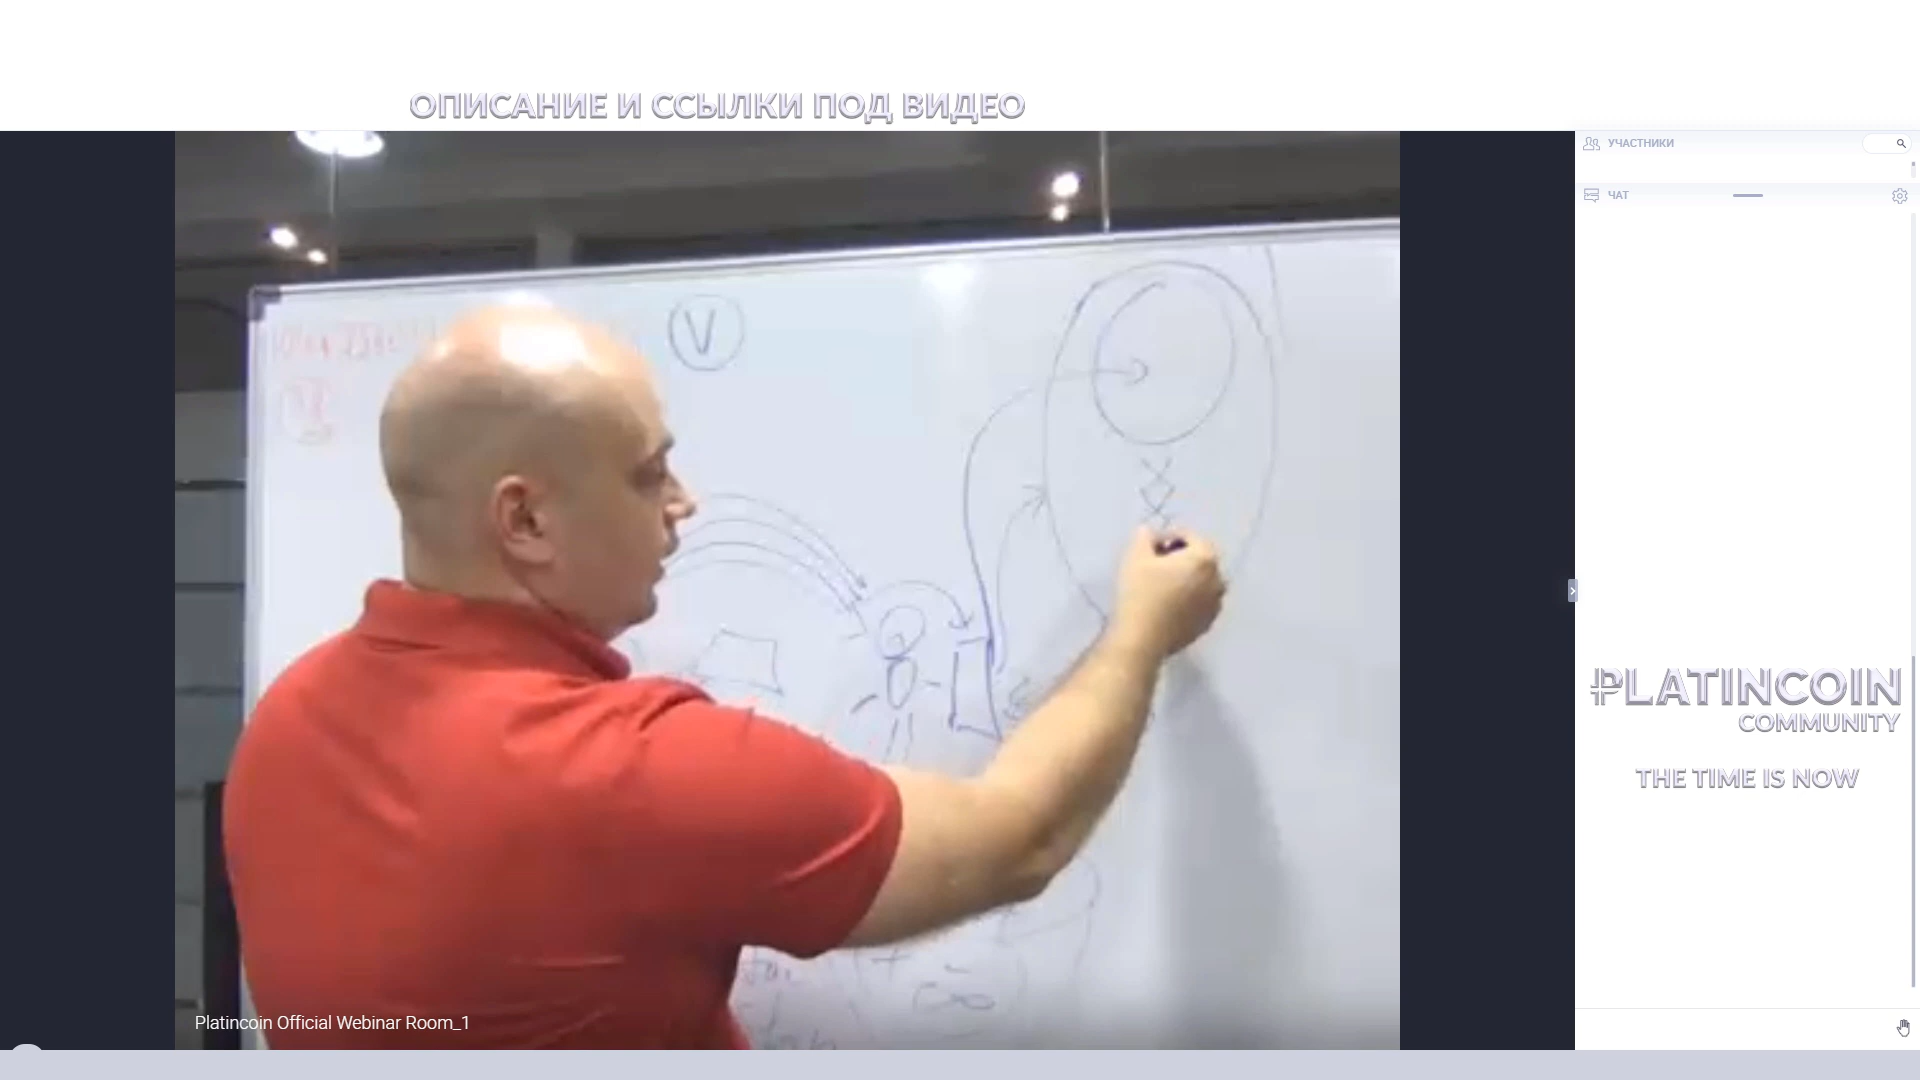 ОПИСАНИЕ И ССЫЛКИ ПОД ВИДЕО
УЧАСТНИКИ
ЧАТ
V
PLATINCOIN
COMMUNITY
THE TIME IS NOW
Platincoin Official Webinar Room_1